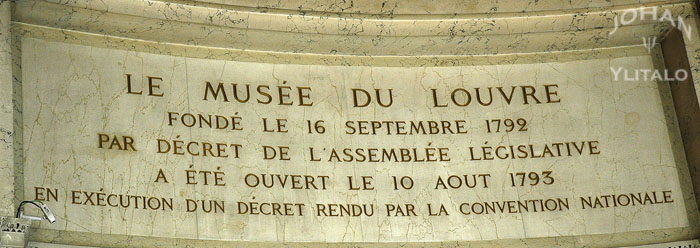 LE MUSÉE DU LOUVRE
FONDÉ LE 16 SEPTEMBRE 1792
PAR DÉCRET DE L'ASSEMBLÉE LÉGISLATIVE
A ÉTÉ OUVERT LE 10 AOUT 1793
EN EXÉCUTION D'UN DÉCRET RENDU PAR LA CONVENTION NATIONALE
JOHAN
YLITALO